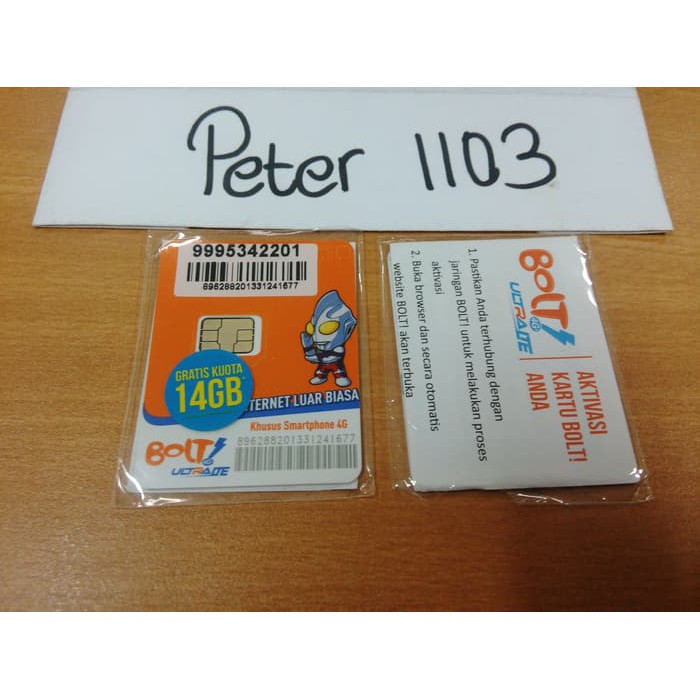 Peter 1103
9995342201
896288201331241677
GRATIS KUOTA
14GB
TERNET LUAR BIASA
Khusus Smartphone 4G
896288201331241677
BOLT!
4G
ULTRA LTE
BOLT!
4G
ULTRA LTE
AKTIVASI
KARTU BOLT!
ANDA
1. Pastikan Anda terhubung dengan
jaringan BOLT! untuk melakukan proses
aktivasi
2. Buka browser dan secara otomatis
website BOLT! akan terbuka